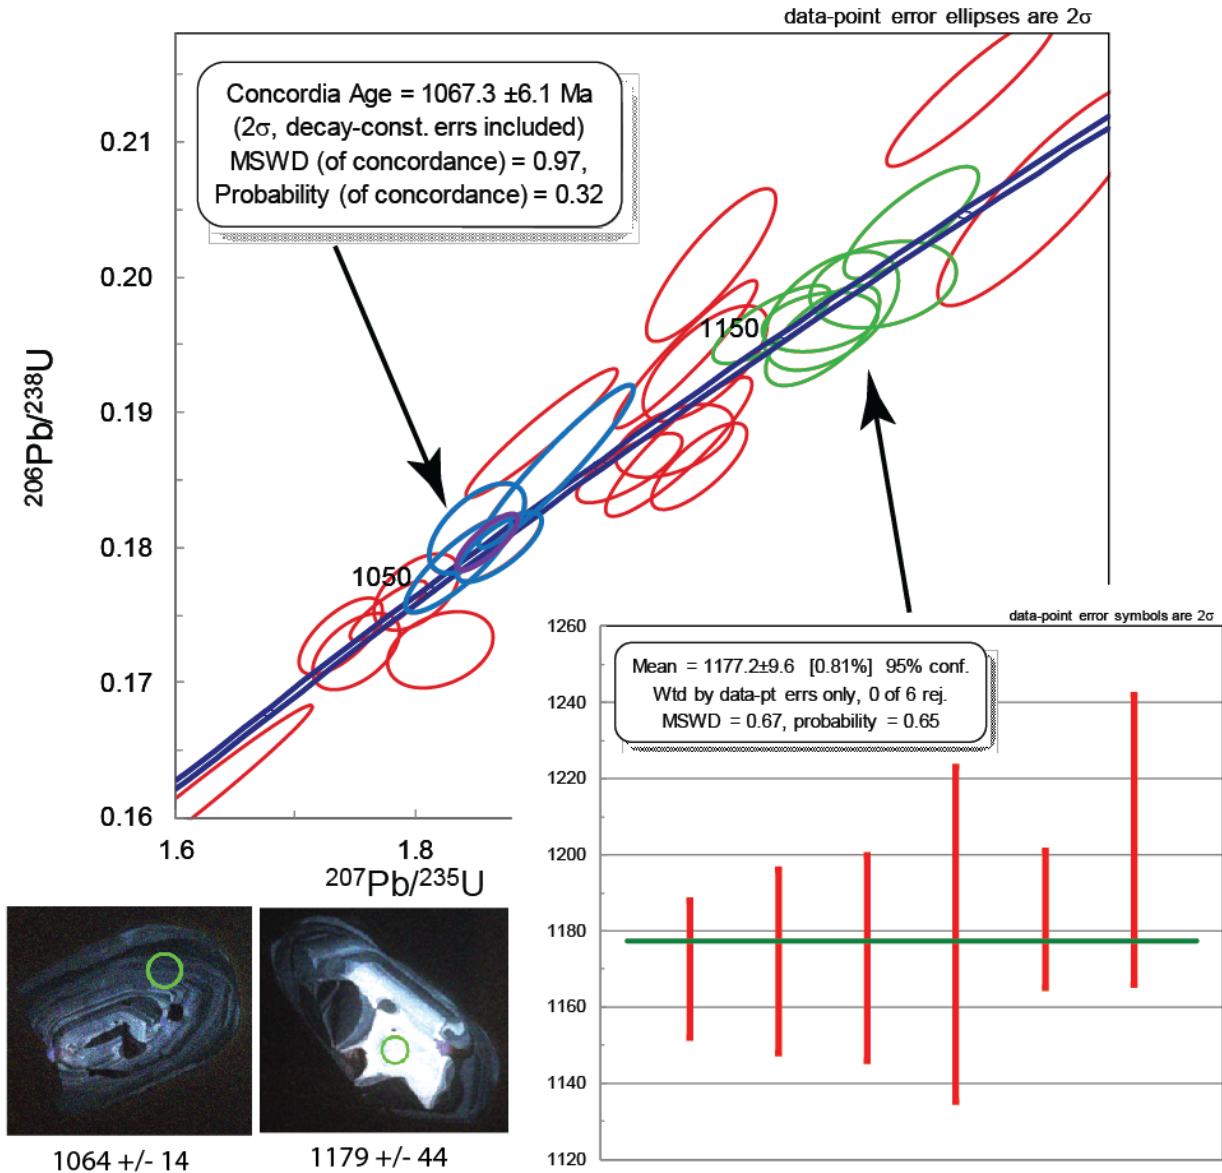 data-point error ellipses are 2σ
Concordia Age = 1067.3 ±6.1 Ma
(2σ, decay-const. errs included)
MSWD (of concordance) = 0.97,
Probability (of concordance) = 0.32
0.21
0.20
0.19
0.18
0.17
0.16
²⁰⁶Pb/²³⁸U
1150
1050
1.6
1.8
²⁰⁷Pb/²³⁵U
data-point error symbols are 2σ
Mean = 1177.2±9.6 [0.81%] 95% conf.
Wtd by data-pt errs only, 0 of 6 rej.
MSWD = 0.67, probability = 0.65
1260
1240
1220
1200
1180
1160
1140
1120
1064 +/- 14
1179 +/- 44